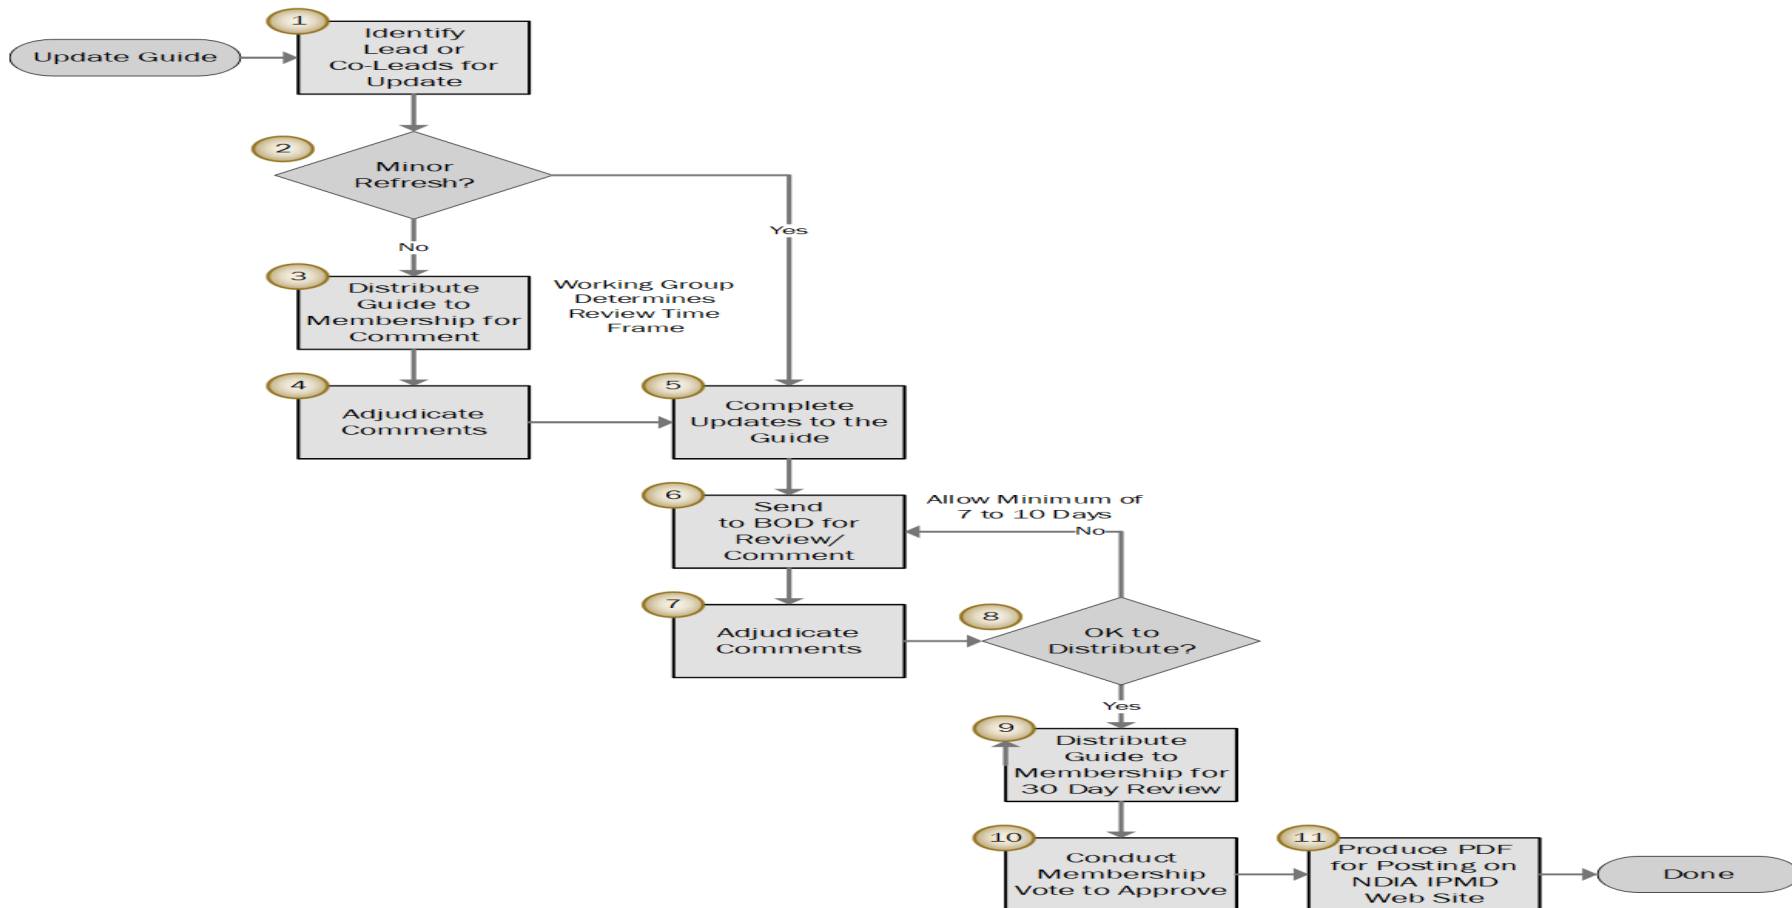 Update Guide
1
Identify
Lead or
Co-Leads for
Update
2
Minor
Refresh?
Yes
No
3
Distribute
Guide to
Membership for
Comment
Working Group
Determines
Review Time
Frame
4
Adjudicate
Comments
5
Complete
Updates to the
Guide
6
Send
to BOD for
Review/
Comment
Allow Minimum of
7 to 10 Days
No
7
Adjudicate
Comments
8
OK to
Distribute?
Yes
9
Distribute
Guide to
Membership for
30 Day Review
10
Conduct
Membership
Vote to Approve
11
Produce PDF
for Posting on
NDIA IPMD
Web Site
Done